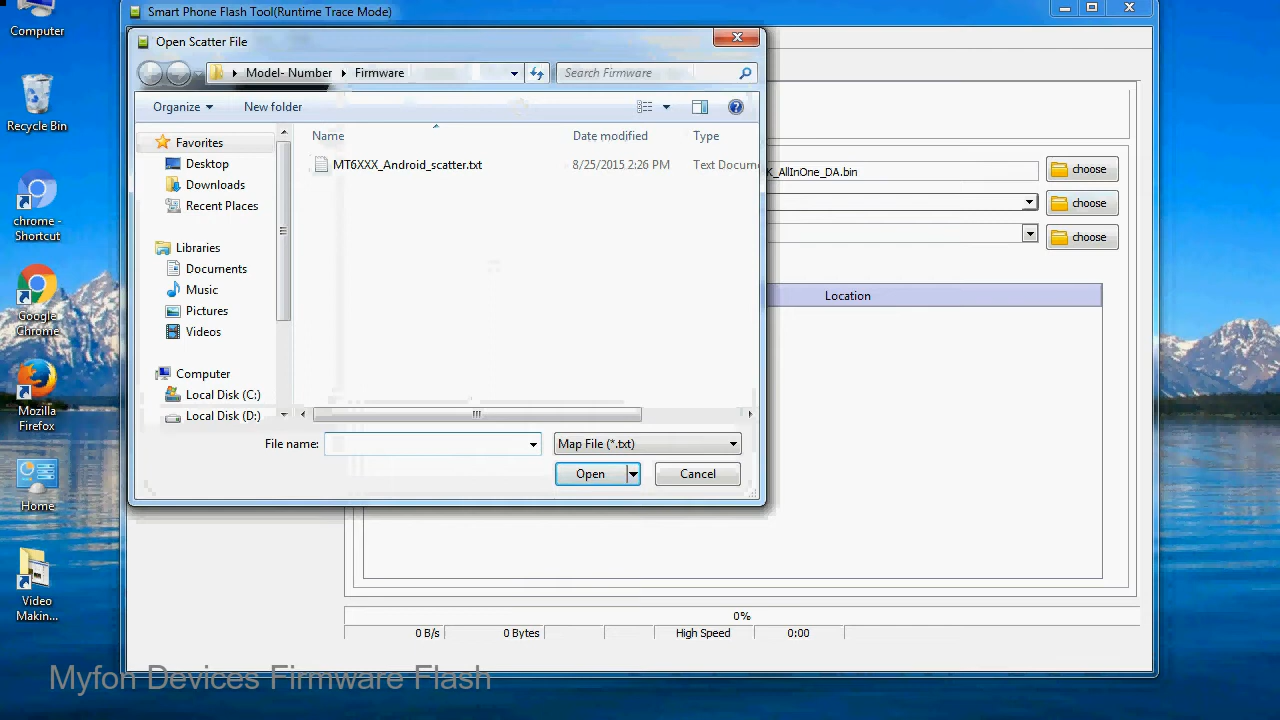 Smart Phone Flash Tool(Runtime Trace Mode)
Open Scatter File
Model- Number
Firmware
Search Firmware
Organize
New folder
Name
Date modified
Type
MT6XXX_Android_scatter.txt
8/25/2015 2:26 PM
Text Docum
Favorites
Desktop
Downloads
Recent Places
Libraries
Documents
Music
Pictures
Videos
Computer
Local Disk (C:)
Local Disk (D:)
File name:
Map File (*.txt)
Open
Cancel
K_AllInOne_DA.bin
choose
choose
choose
Location
0%
0 B/s
0 Bytes
High Speed
0:00
Computer
Recycle Bin
chrome -
Shortcut
Google
Chrome
Mozilla
Firefox
Home
Video
Makin...
Myfon Devices Firmware Flash